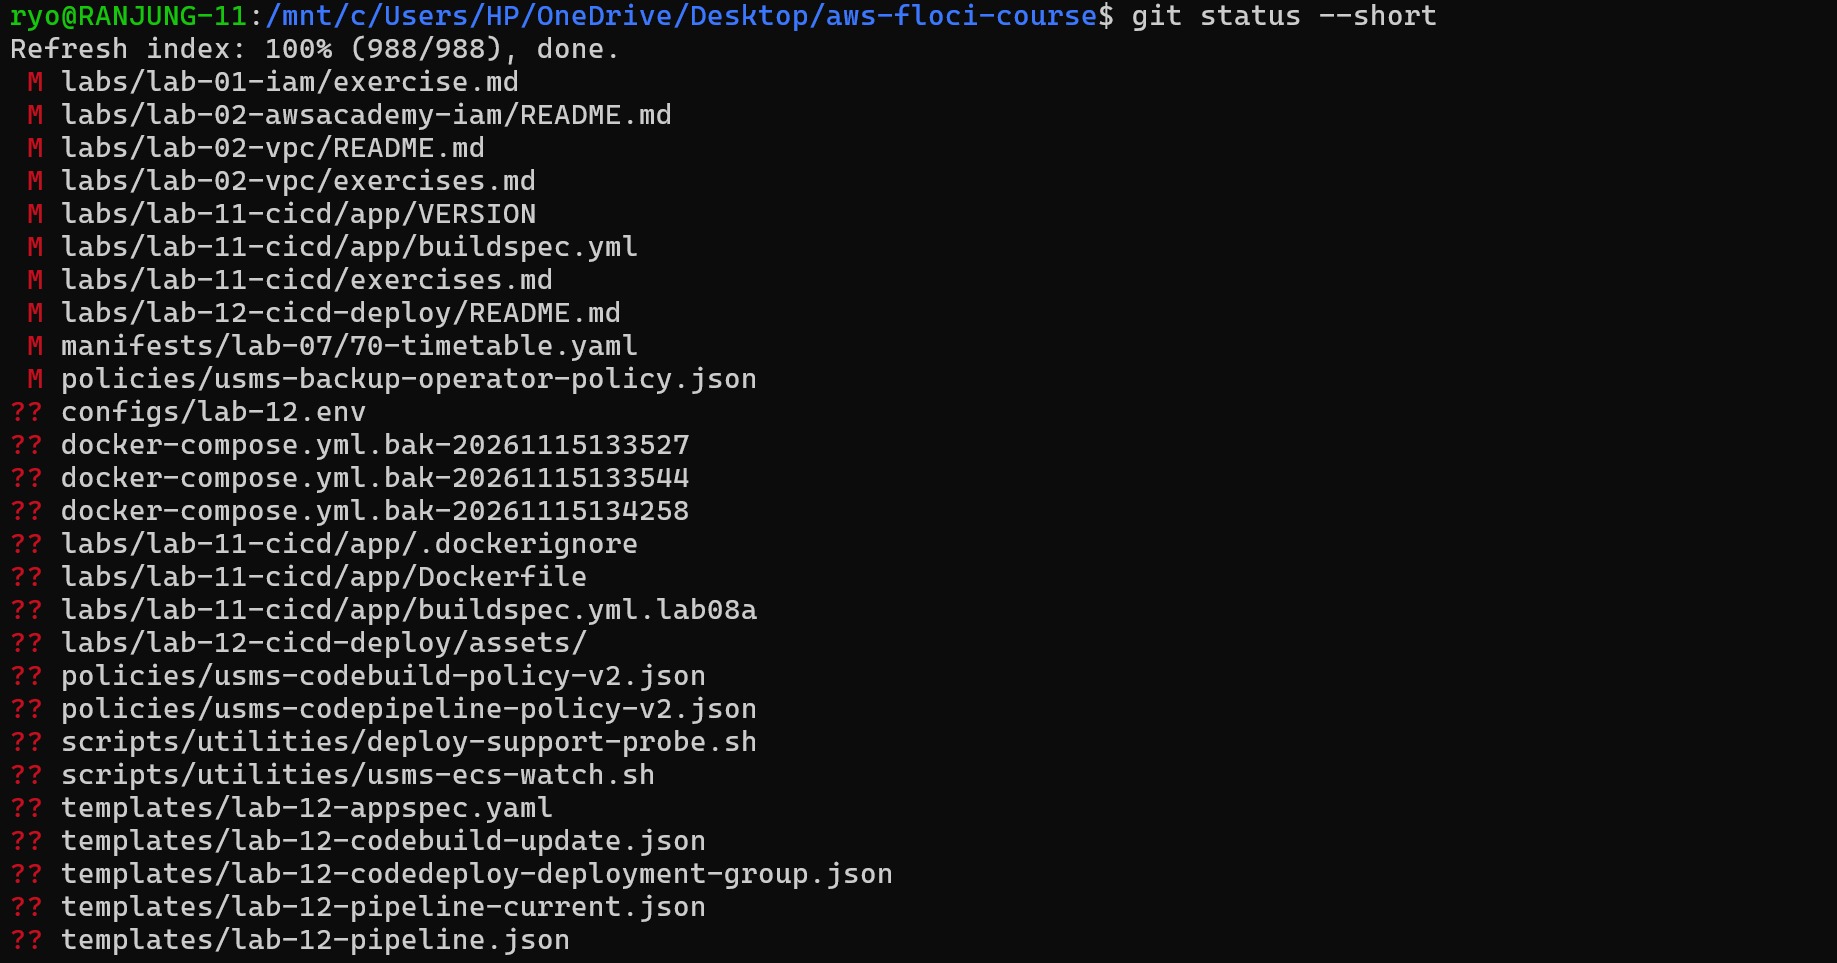 ryo@RANJUNG-11:/mnt/c/Users/HP/OneDrive/Desktop/aws-floci-course$ git status --short
Refresh index: 100% (988/988), done.
 M labs/lab-01-iam/exercise.md
 M labs/lab-02-awsacademy-iam/README.md
 M labs/lab-02-vpc/README.md
 M labs/lab-02-vpc/exercises.md
 M labs/lab-11-cicd/app/VERSION
 M labs/lab-11-cicd/app/buildspec.yml
 M labs/lab-11-cicd/exercises.md
 M labs/lab-12-cicd-deploy/README.md
 M manifests/lab-07/70-timetable.yaml
 M policies/usms-backup-operator-policy.json
?? configs/lab-12.env
?? docker-compose.yml.bak-20261115133527
?? docker-compose.yml.bak-20261115133544
?? docker-compose.yml.bak-20261115134258
?? labs/lab-11-cicd/app/.dockerignore
?? labs/lab-11-cicd/app/Dockerfile
?? labs/lab-11-cicd/app/buildspec.yml.lab08a
?? labs/lab-12-cicd-deploy/assets/
?? policies/usms-codebuild-policy-v2.json
?? policies/usms-codepipeline-policy-v2.json
?? scripts/utilities/deploy-support-probe.sh
?? scripts/utilities/usms-ecs-watch.sh
?? templates/lab-12-appspec.yaml
?? templates/lab-12-codebuild-update.json
?? templates/lab-12-codedeploy-deployment-group.json
?? templates/lab-12-pipeline-current.json
?? templates/lab-12-pipeline.json